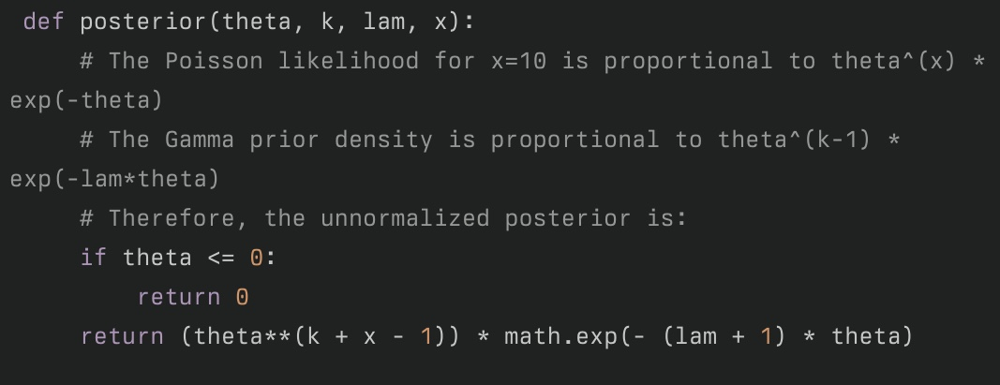 def posterior(theta, k, lam, x):
# The Poisson likelihood for x=10 is proportional to theta^(x) *
exp(-theta)
# The Gamma prior density is proportional to theta^(k-1) *
exp(-lam*theta)
# Therefore, the unnormalized posterior is:
if theta <= 0:
return 0
return (theta**(k + x - 1)) * math.exp(- (lam + 1) * theta)